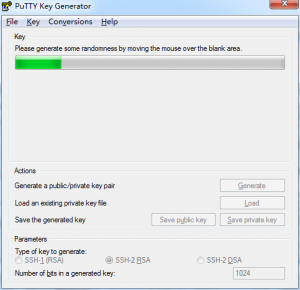 PuTTY Key Generator
File Key Conversions Help
Key
Please generate some randomness by moving the mouse over the blank area.
Actions
Generate a public/private key pair Generate
Load an existing private key file Load
Save the generated key Save public key Save private key
Parameters
Type of key to generate:
SSH-1 (RSA) SSH-2 RSA SSH-2 DSA
Number of bits in a generated key: 1024